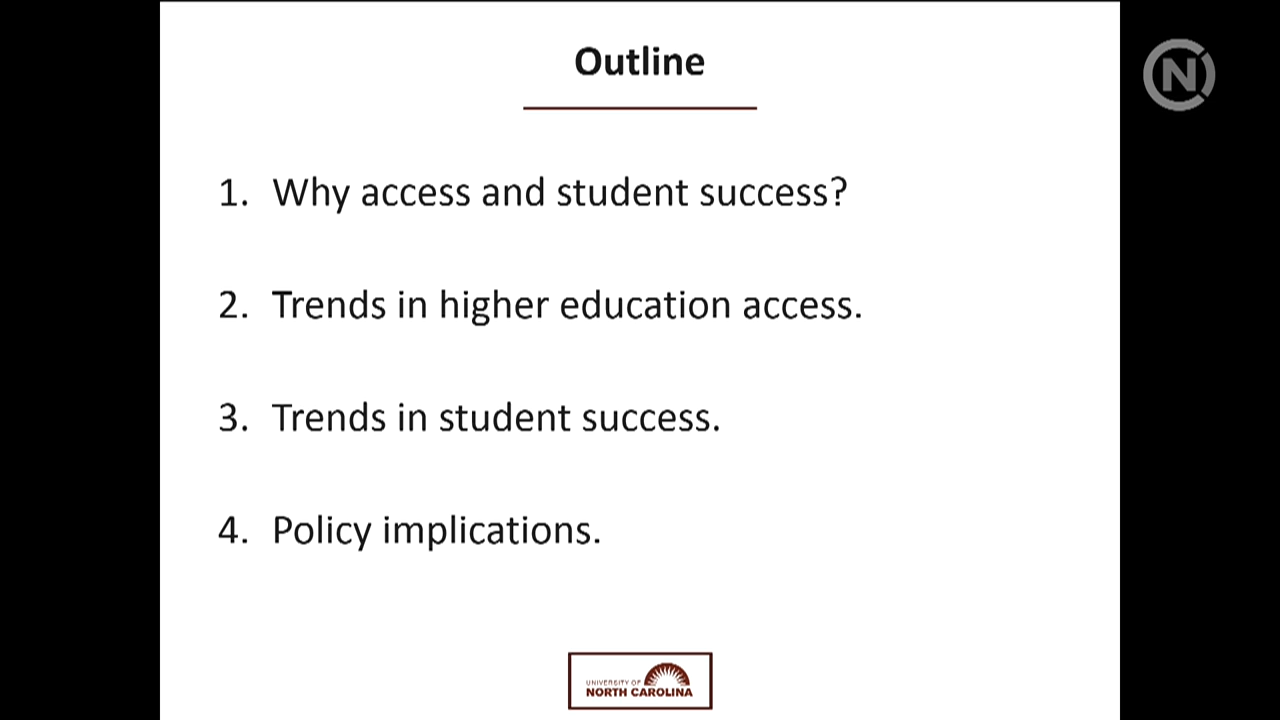 Outline
N
1. Why access and student success?
2. Trends in higher education access.
3. Trends in student success.
4. Policy implications.
UNIVERSITY OF
NORTH CAROLINA